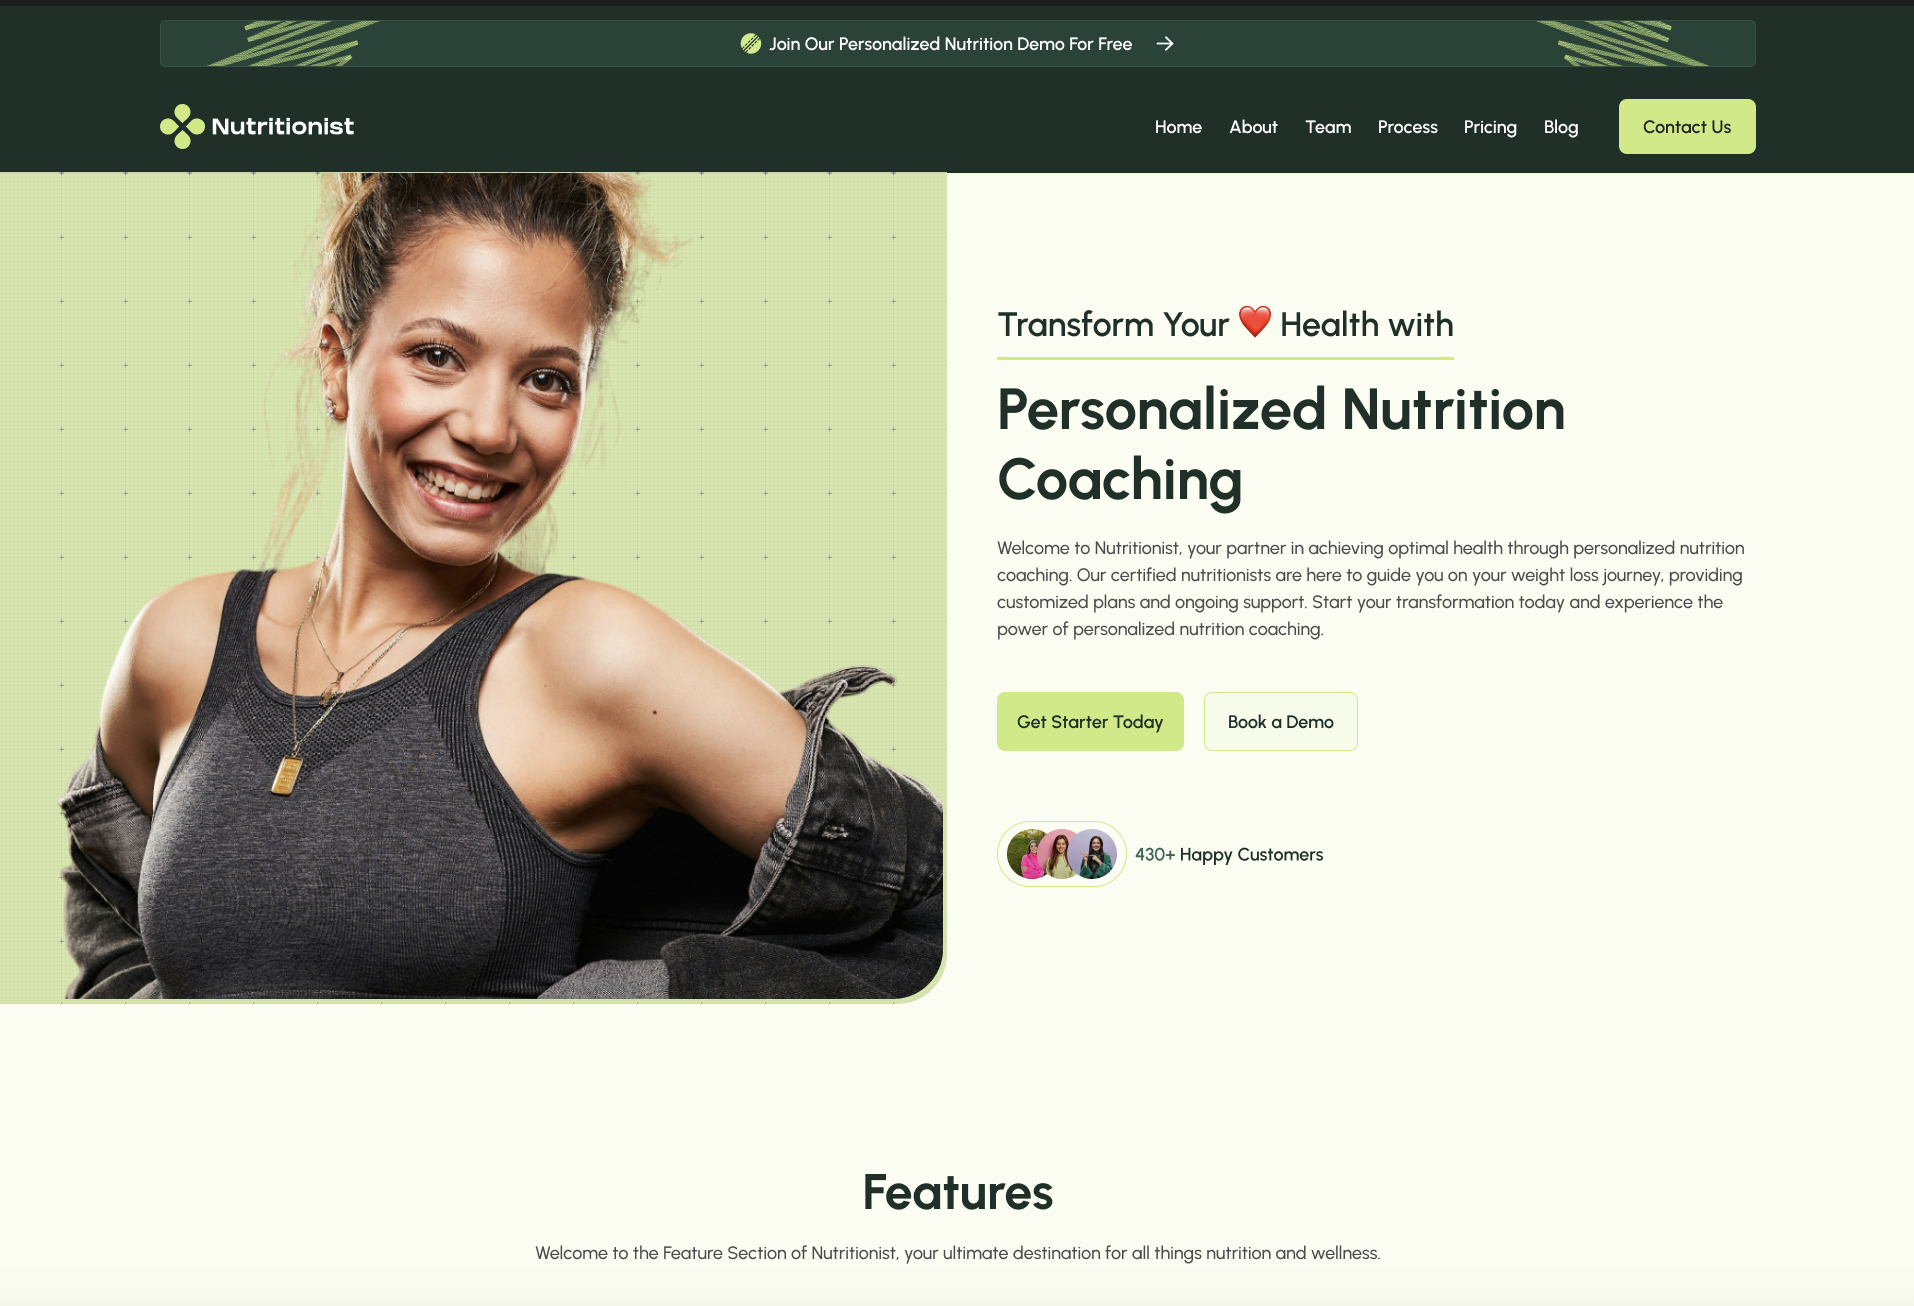 Join Our Personalized Nutrition Demo For Free
Nutritionist
Home About Team Process Pricing Blog Contact Us
Transform Your ❤️ Health with
Personalized Nutrition
Coaching
Welcome to Nutritionist, your partner in achieving optimal health through personalized nutrition
coaching. Our certified nutritionists are here to guide you on your weight loss journey, providing
customized plans and ongoing support. Start your transformation today and experience the
power of personalized nutrition coaching.
Get Starter Today Book a Demo
430+ Happy Customers
Features
Welcome to the Feature Section of Nutritionist, your ultimate destination for all things nutrition and wellness.